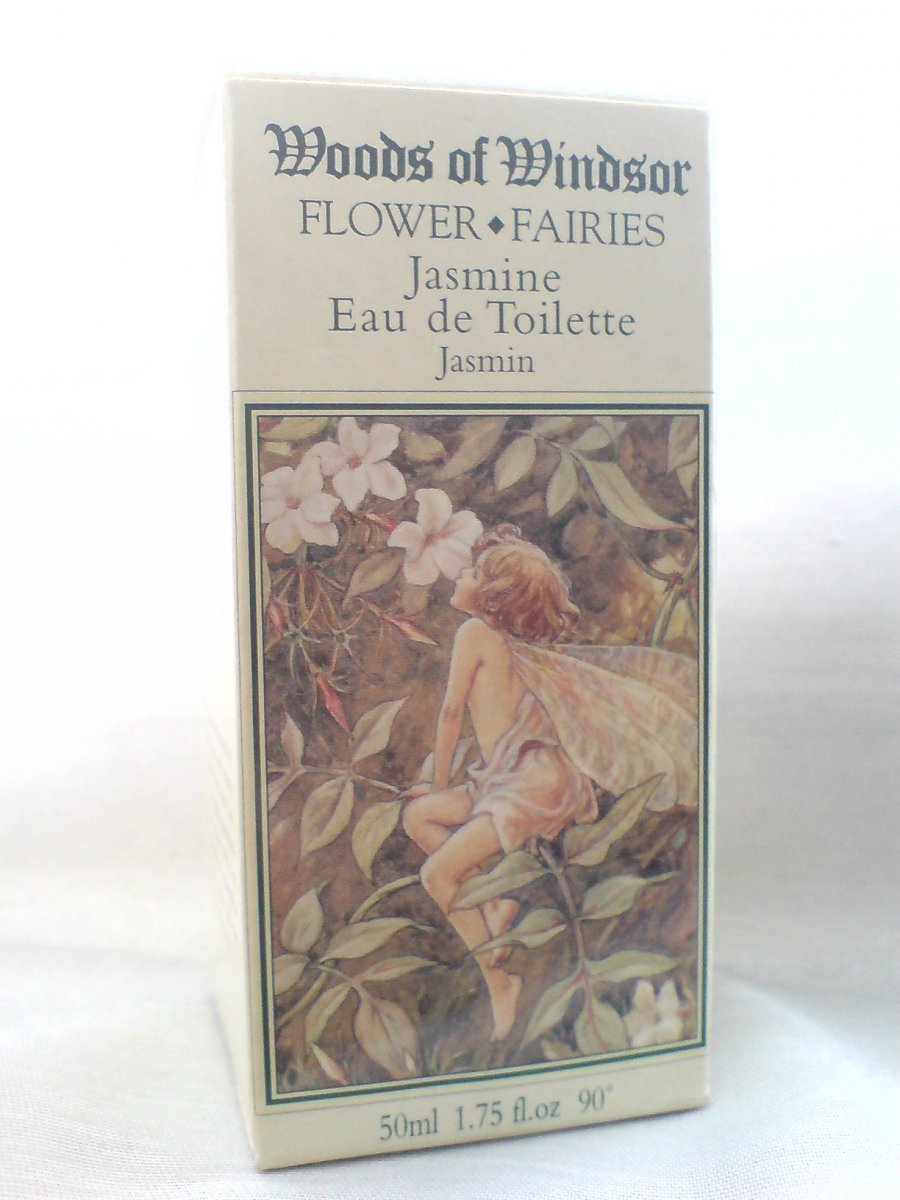 Woods of Windsor
FLOWER ◆ FAIRIES
Jasmine
Eau de Toilette
Jasmin
50ml 1.75 fl.oz 90°